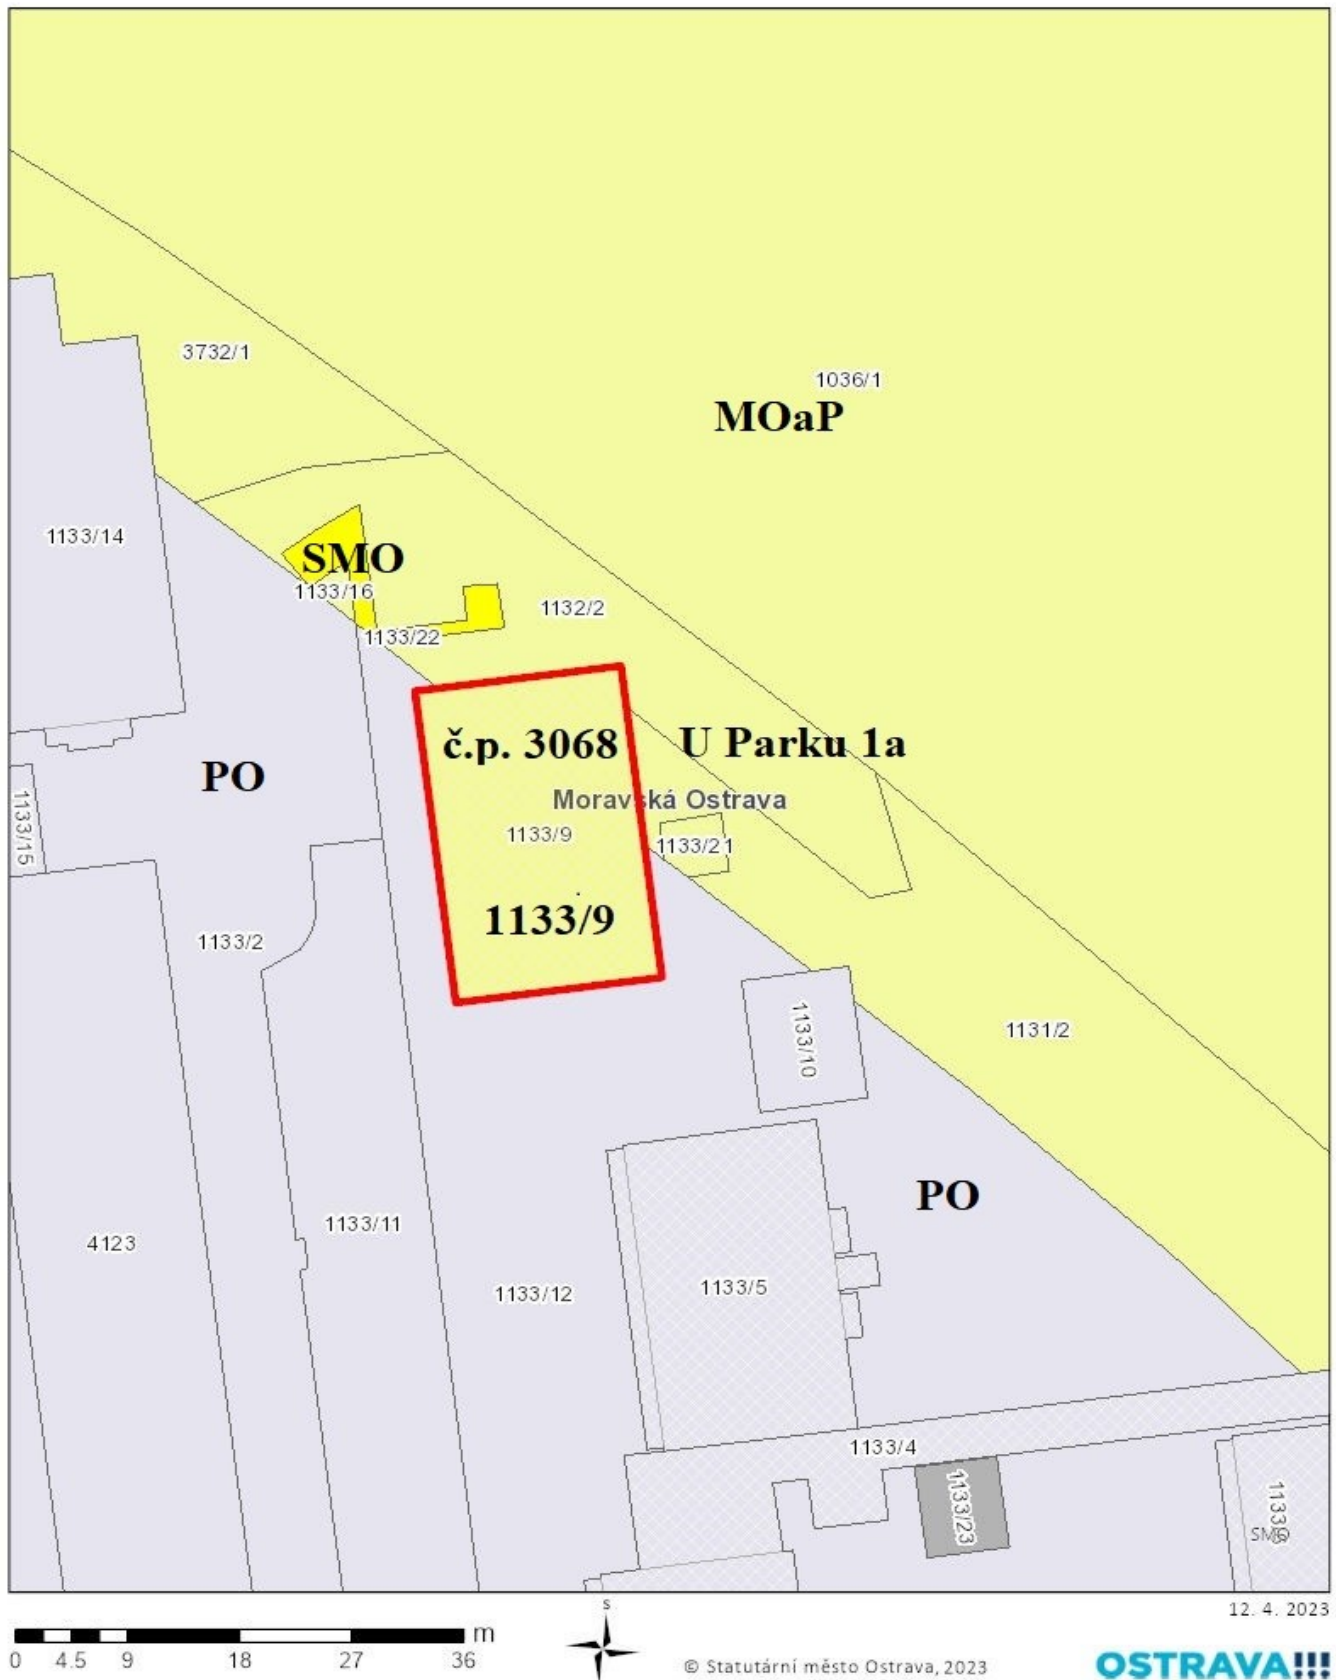 3732/1
1036/1
MOaP
1133/14
SMO
1133/16
1132/2
1133/22
č.p. 3068
U Parku 1a
PO
Moravská Ostrava
1133/15
1133/9
1133/21
1133/9
1133/2
1133/10
1131/2
PO
1133/11
4123
1133/5
1133/12
1133/4
1133/23
SMO
12. 4. 2023
S
m
0 4.5 9 18 27 36
© Statutární město Ostrava, 2023
OSTRAVA!!!